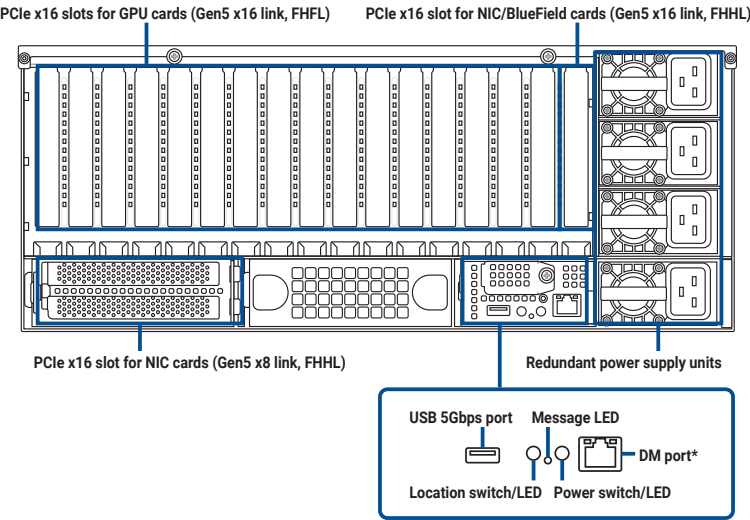 PCIe x16 slots for GPU cards (Gen5 x16 link, FHFL)
PCIe x16 slot for NIC/BlueField cards (Gen5 x16 link, FHHL)
PCIe x16 slot for NIC cards (Gen5 x8 link, FHHL)
Redundant power supply units
USB 5Gbps port
Message LED
DM port*
Location switch/LED
Power switch/LED